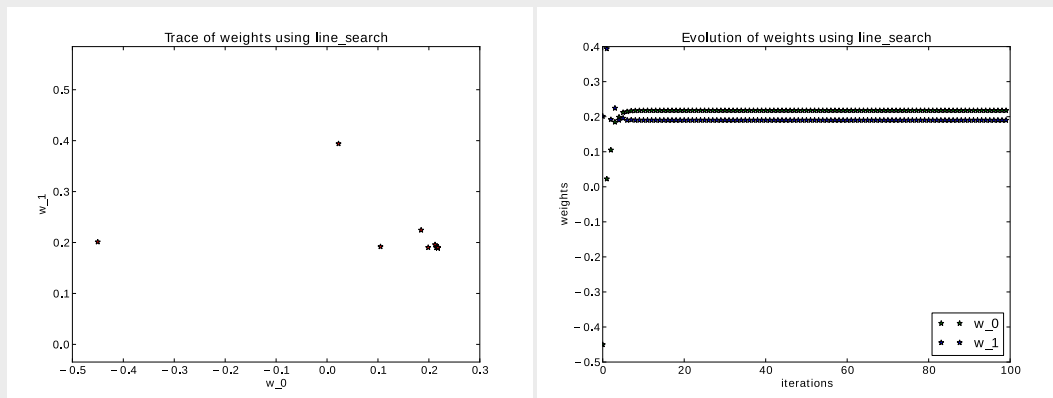 Trace of weights using line_search
0.5
0.4
0.3
0.2
0.1
0.0
w_1
−0.5 −0.4 −0.3 −0.2 −0.1 0.0 0.1 0.2 0.3
w_0
Evolution of weights using line_search
0.4
0.3
0.2
0.1
0.0
−0.1
−0.2
−0.3
−0.4
−0.5
weights
w_0
w_1
0 20 40 60 80 100
iterations